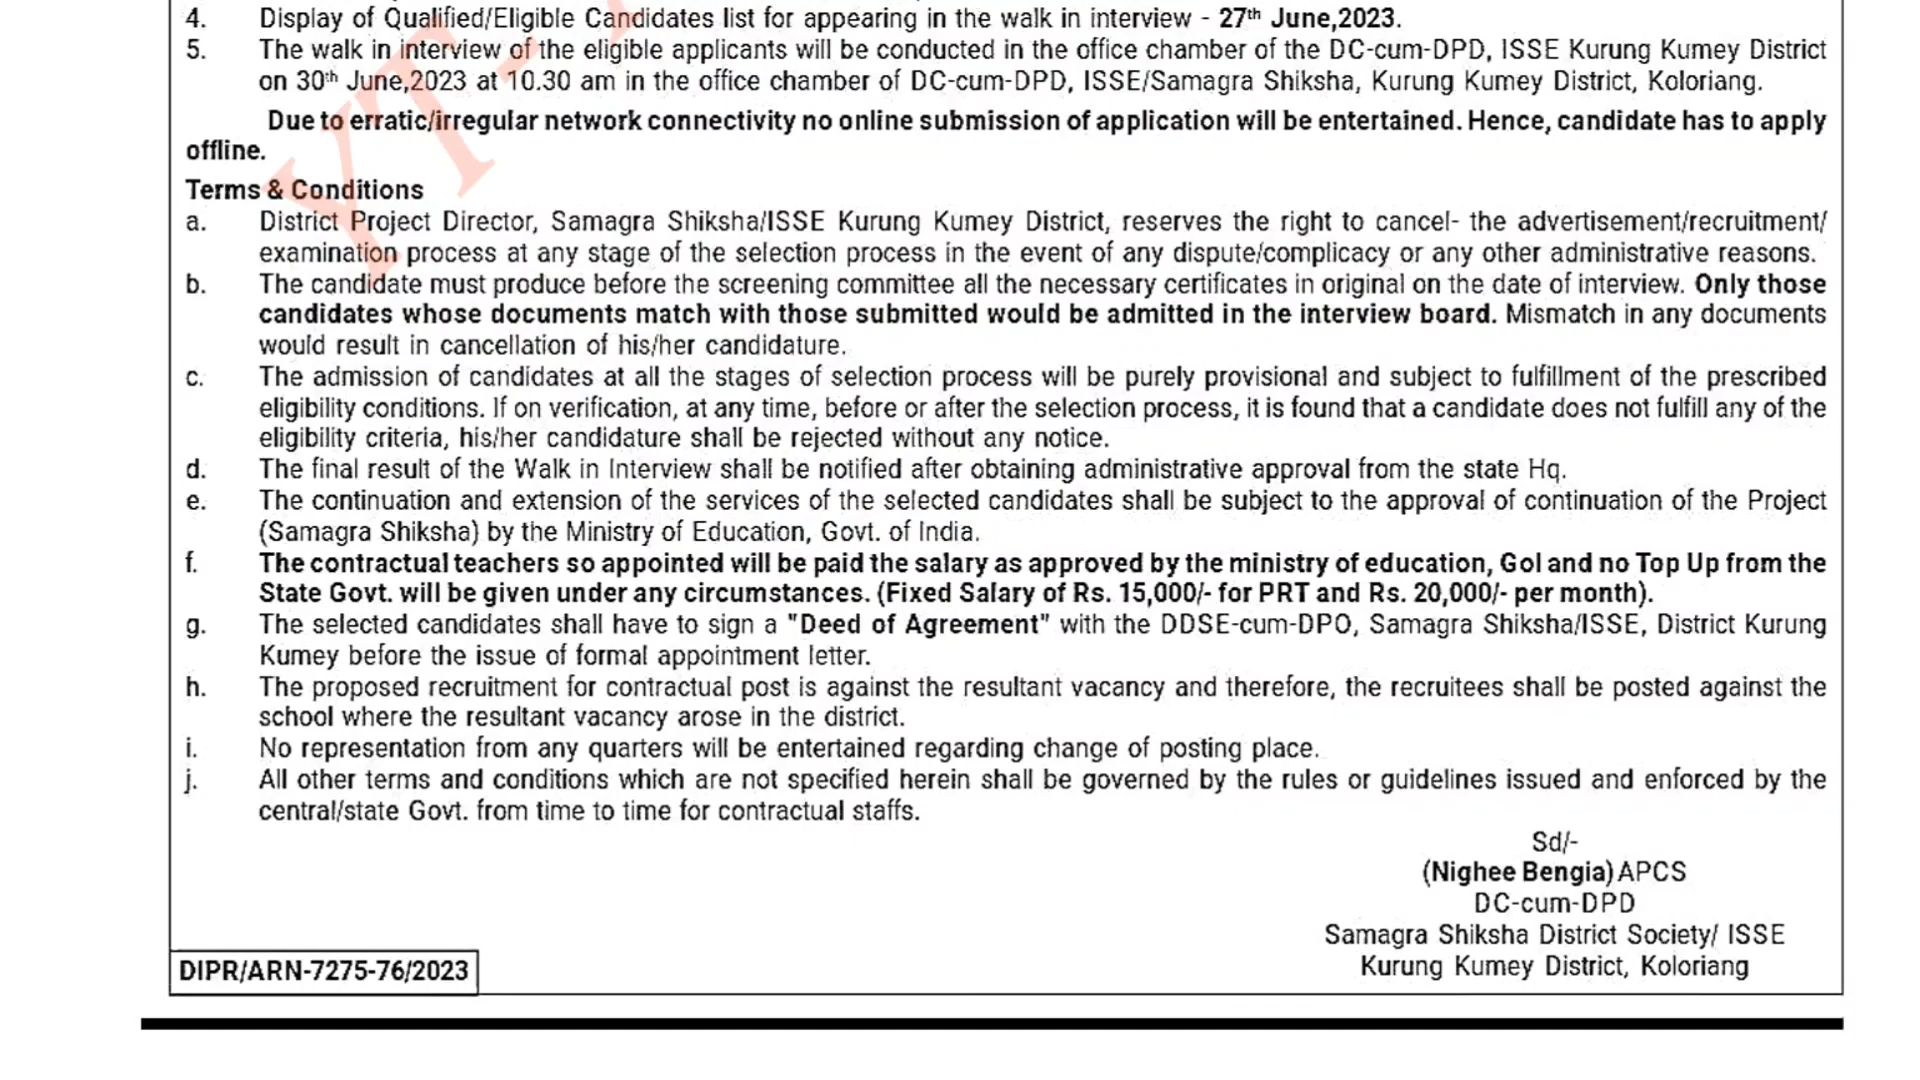 4. Display of Qualified/Eligible Candidates list for appearing in the walk in interview - 27th June,2023.
5. The walk in interview of the eligible applicants will be conducted in the office chamber of the DC-cum-DPD, ISSE Kurung Kumey District
on 30th June,2023 at 10.30 am in the office chamber of DC-cum-DPD, ISSE/Samagra Shiksha, Kurung Kumey District, Koloriang.
Due to erratic/irregular network connectivity no online submission of application will be entertained. Hence, candidate has to apply
offline.
Terms & Conditions
a. District Project Director, Samagra Shiksha/ISSE Kurung Kumey District, reserves the right to cancel- the advertisement/recruitment/
examination process at any stage of the selection process in the event of any dispute/complicacy or any other administrative reasons.
b. The candidate must produce before the screening committee all the necessary certificates in original on the date of interview. Only those
candidates whose documents match with those submitted would be admitted in the interview board. Mismatch in any documents
would result in cancellation of his/her candidature.
c. The admission of candidates at all the stages of selection process will be purely provisional and subject to fulfillment of the prescribed
eligibility conditions. If on verification, at any time, before or after the selection process, it is found that a candidate does not fulfill any of the
eligibility criteria, his/her candidature shall be rejected without any notice.
d. The final result of the Walk in Interview shall be notified after obtaining administrative approval from the state Hq.
e. The continuation and extension of the services of the selected candidates shall be subject to the approval of continuation of the Project
(Samagra Shiksha) by the Ministry of Education, Govt. of India.
f. The contractual teachers so appointed will be paid the salary as approved by the ministry of education, GoI and no Top Up from the
State Govt. will be given under any circumstances. (Fixed Salary of Rs. 15,000/- for PRT and Rs. 20,000/- per month).
g. The selected candidates shall have to sign a "Deed of Agreement" with the DDSE-cum-DPO, Samagra Shiksha/ISSE, District Kurung
Kumey before the issue of formal appointment letter.
h. The proposed recruitment for contractual post is against the resultant vacancy and therefore, the recruitees shall be posted against the
school where the resultant vacancy arose in the district.
i. No representation from any quarters will be entertained regarding change of posting place.
j. All other terms and conditions which are not specified herein shall be governed by the rules or guidelines issued and enforced by the
central/state Govt. from time to time for contractual staffs.
Sd/-
(Nighee Bengia) APCS
DC-cum-DPD
Samagra Shiksha District Society/ ISSE
Kurung Kumey District, Koloriang
DIPR/ARN-7275-76/2023
YT-